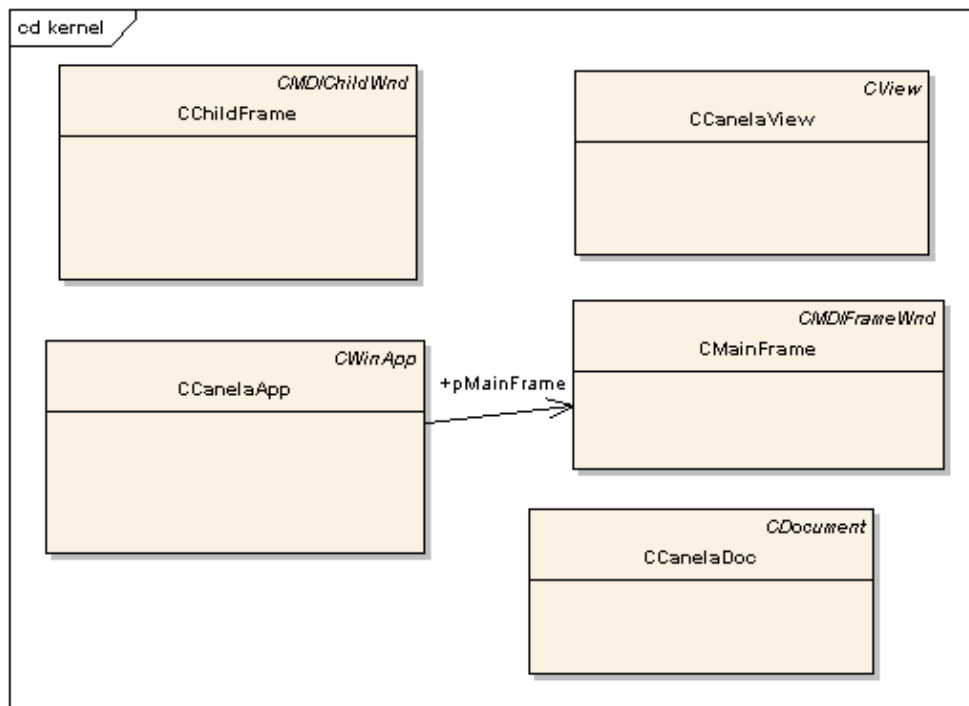 cd kernel
CMDIChildWnd
CChildFrame
CView
CCanelaView
CWinApp
CCanelaApp
+pMainFrame
CMDIFrameWnd
CMainFrame
CDocument
CCanelaDoc